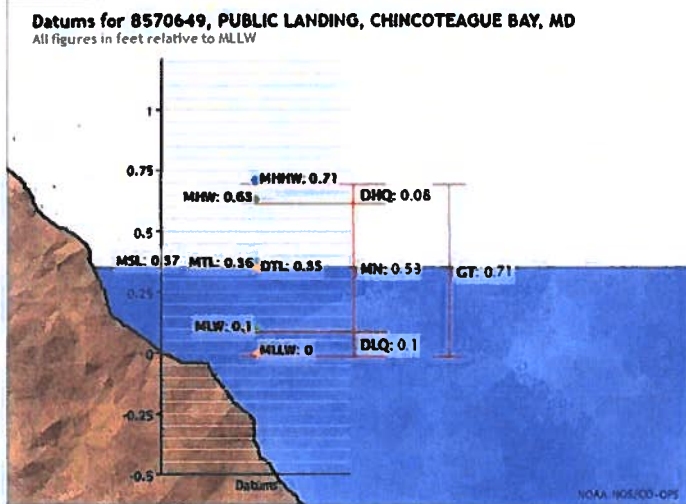 Datums for 8570649, PUBLIC LANDING, CHINCOTEAGUE BAY, MD
All figures in feet relative to MLLW
1
0.75
MHHW: 0.71
MHW: 0.63
DHQ: 0.08
0.5
MSL: 0.37
MTL: 0.36
DTL: 0.35
MN: 0.53
GT: 0.71
0.25
MLW: 0.1
DLQ: 0.1
0
MLLW: 0
-0.25
-0.5
Datums
NOAA/NOS/CO-OPS